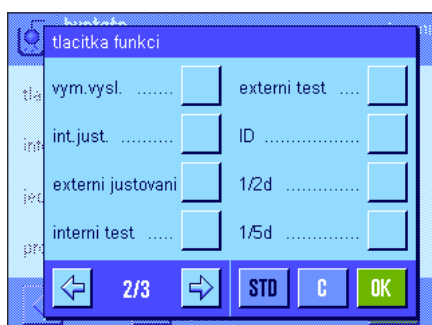 tlacitka funkci
vym.vysl. ....... externi test ....
int.just. .......... ID ..................
externi justovani 1/2d ..............
interni test ..... 1/5d ..............
2/3 STD C OK